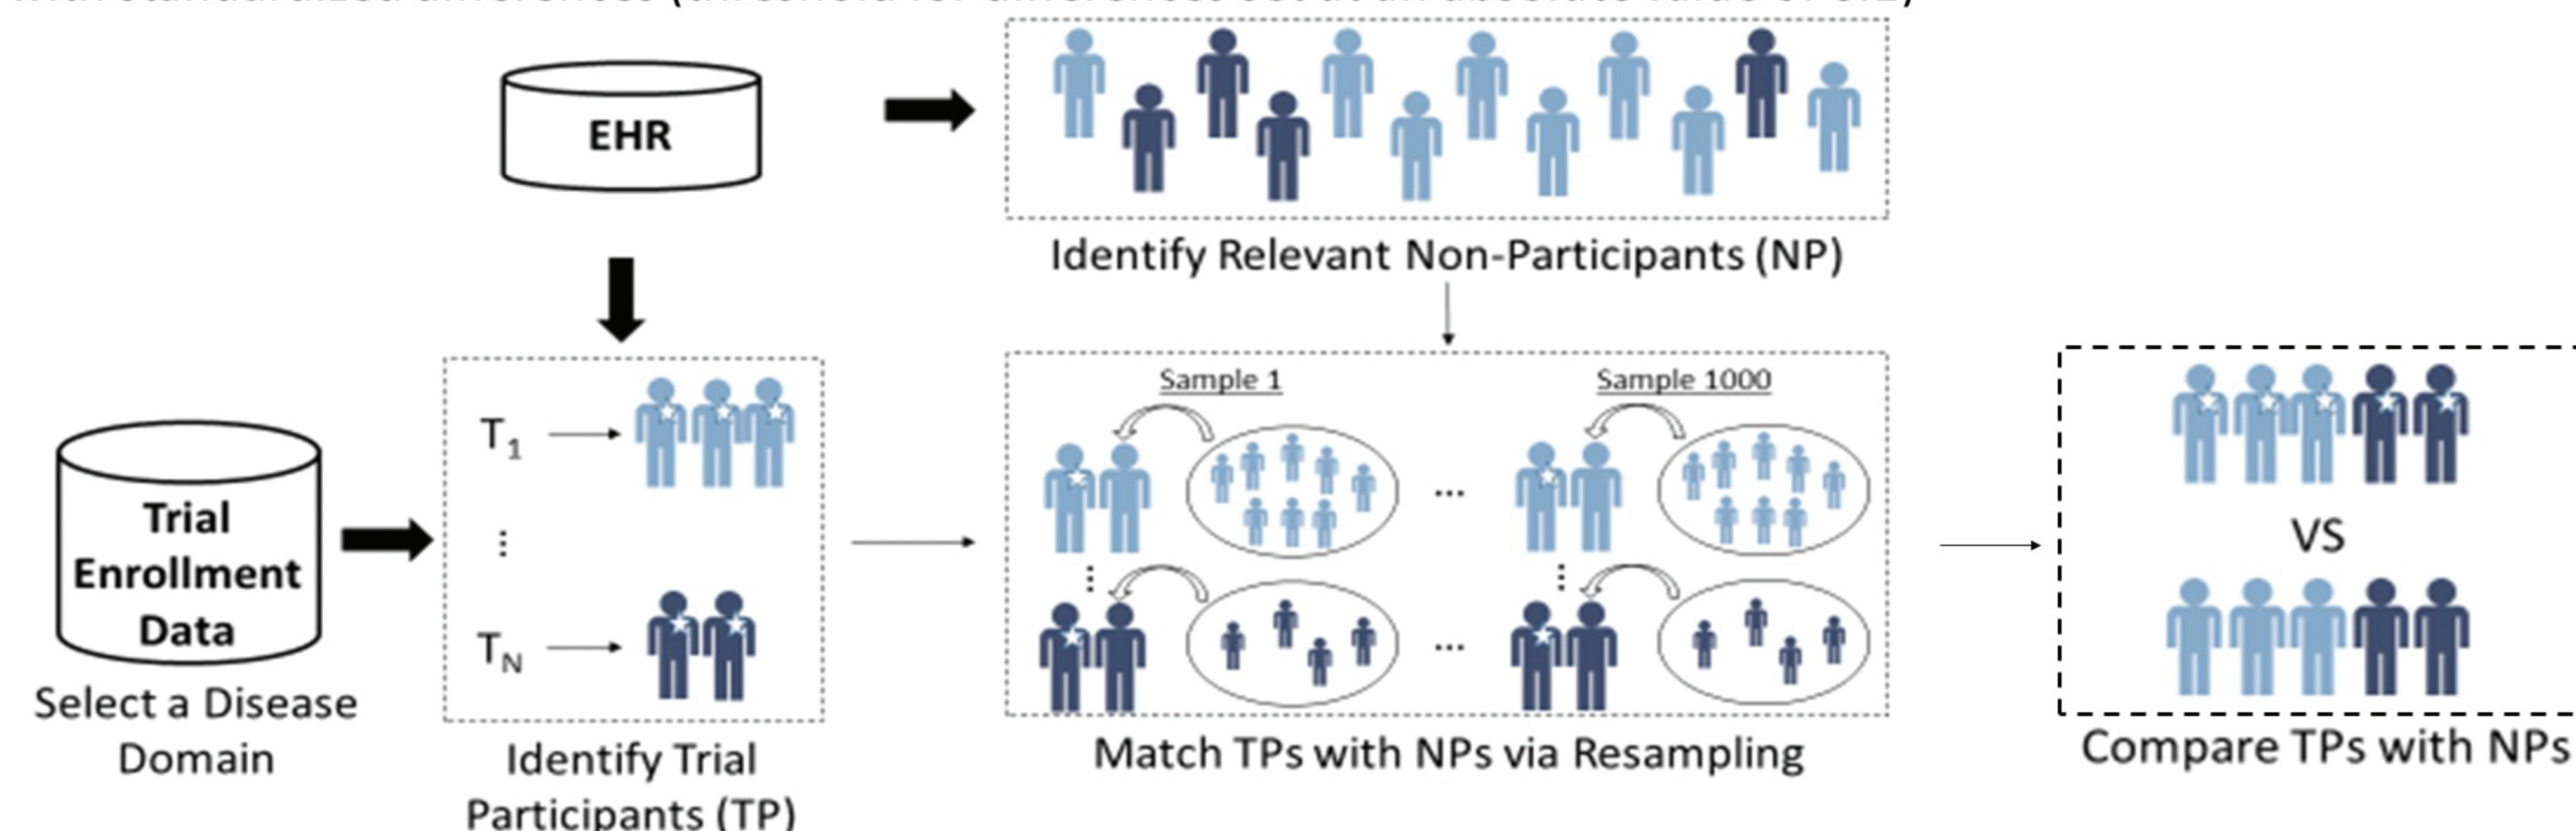 EHR
Identify Relevant Non-Participants (NP)
Trial
Enrollment
Data
Select a Disease
Domain
T1
⋮
TN
Identify Trial
Participants (TP)
Sample 1
Sample 1000
...
⋮
⋮
...
Match TPs with NPs via Resampling
VS
Compare TPs with NPs